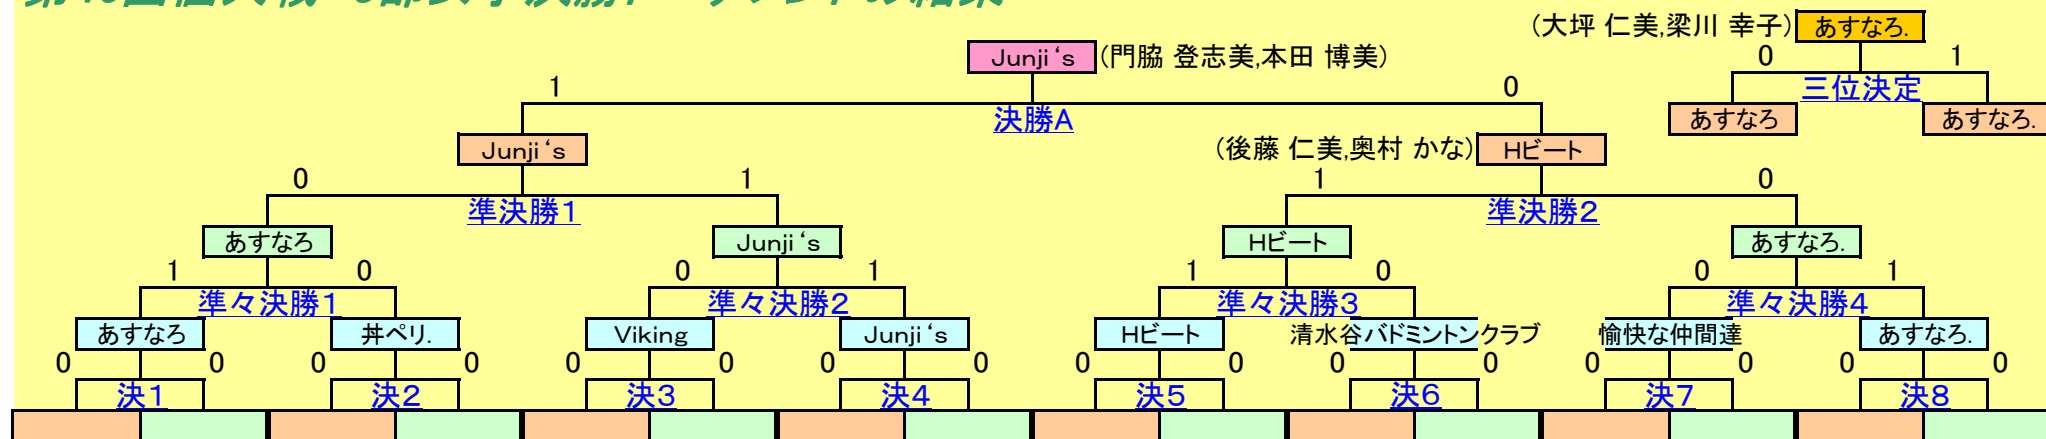 (大坪 仁美,梁川 幸子) あすなろ.
Junji‘s (門脇 登志美,本田 博美)
0 1
三位決定
1 0
決勝A
あすなろ あすなろ.
Junji‘s (後藤 仁美,奥村 かな) Hビート
0 1 1 0
準決勝1 準決勝2
あすなろ Junji‘s Hビート あすなろ.
1 0 0 1 1 0 0 1
準々決勝1 準々決勝2 準々決勝3 準々決勝4
あすなろ 丼ペリ. Viking Junji‘s Hビート 清水谷バドミントンクラブ 愉快な仲間達 あすなろ.
0 0 0 0 0 0 0 0 0 0 0 0 0 0 0 0
決1 決2 決3 決4 決5 決6 決7 決8